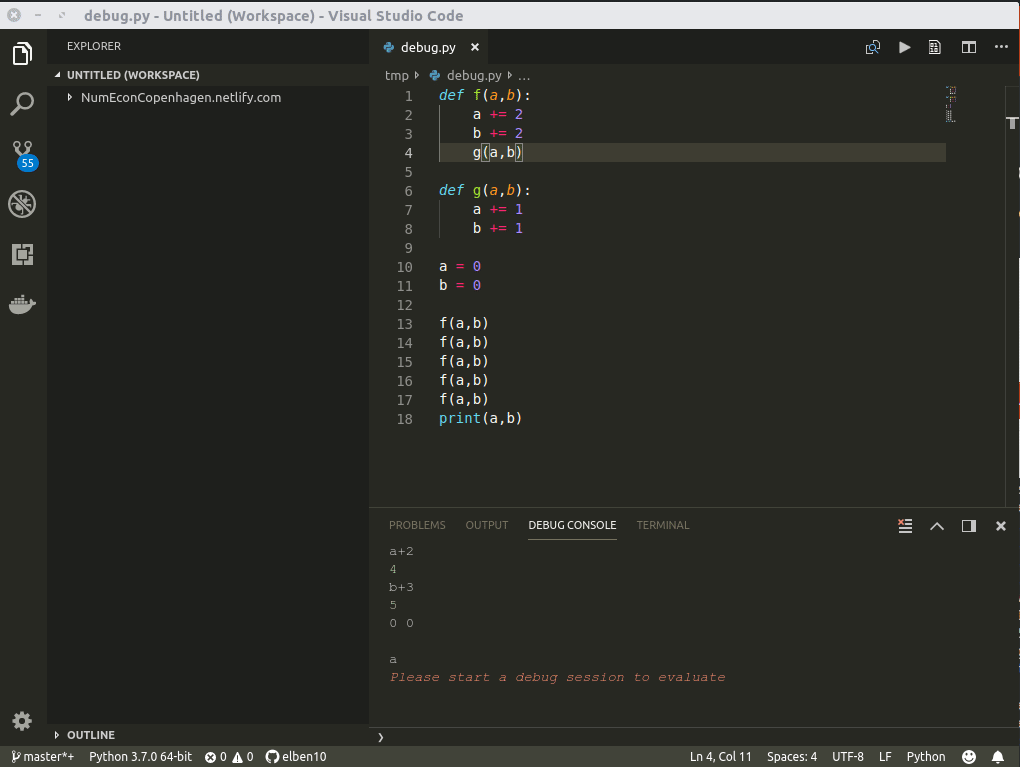 debug.py - Untitled (Workspace) - Visual Studio Code
EXPLORER
UNTITLED (WORKSPACE)
NumEconCopenhagen.netlify.com
55
OUTLINE
debug.py
tmp debug.py ...
1 def f(a,b):
2 a += 2
3 b += 2
4 g(a,b)
5
6 def g(a,b):
7 a += 1
8 b += 1
9
10 a = 0
11 b = 0
12
13 f(a,b)
14 f(a,b)
15 f(a,b)
16 f(a,b)
17 f(a,b)
18 print(a,b)
PROBLEMS OUTPUT DEBUG CONSOLE TERMINAL
a+2
4
b+3
5
0 0
a
Please start a debug session to evaluate
master*+ Python 3.7.0 64-bit 0 0 elben10 Ln 4, Col 11 Spaces: 4 UTF-8 LF Python